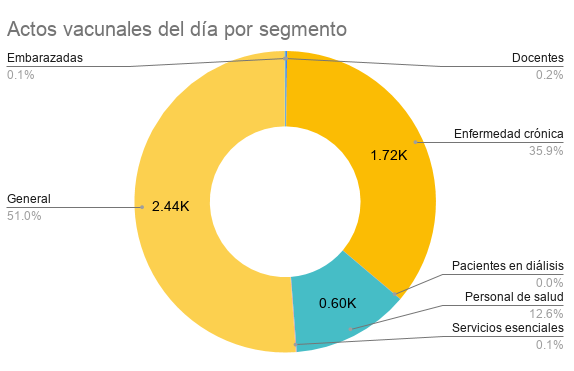 Actos vacunales del día por segmento
Embarazadas
0.1%
Docentes
0.2%
Enfermedad crónica
35.9%
1.72K
General
51.0%
2.44K
Pacientes en diálisis
0.0%
Personal de salud
12.6%
0.60K
Servicios esenciales
0.1%